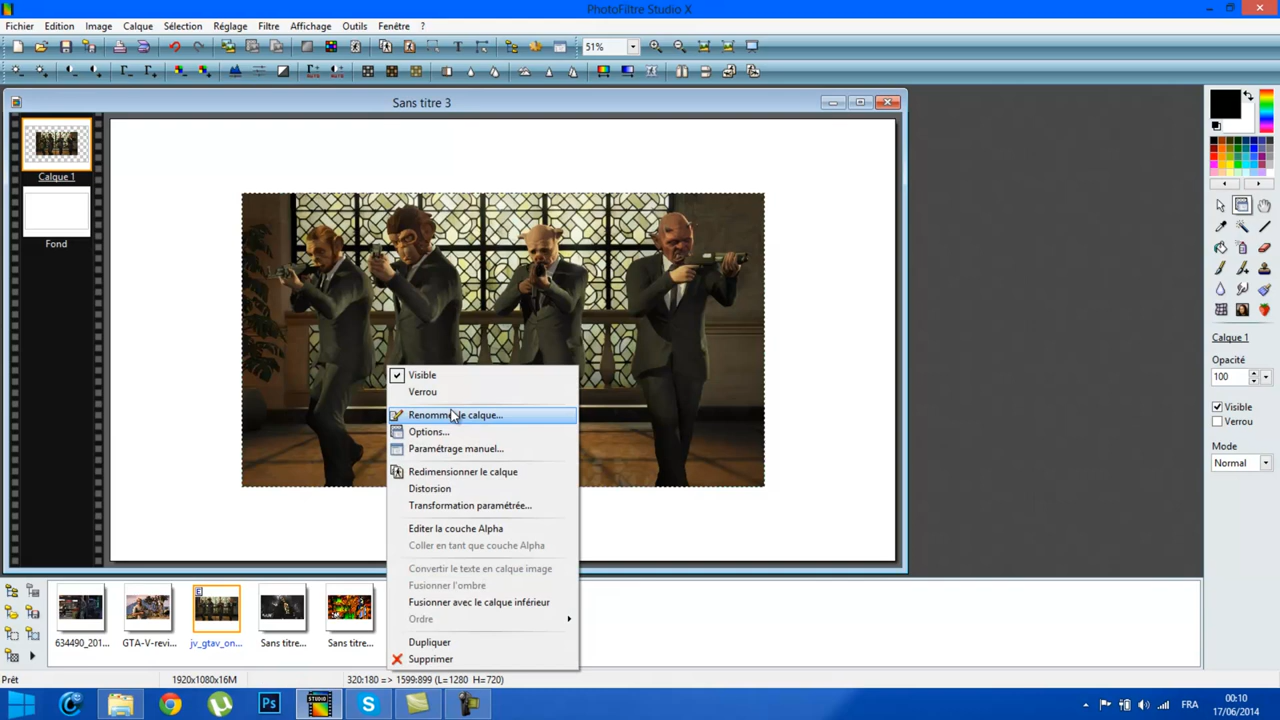 PhotoFiltre Studio X
Fichier Edition Image Calque Sélection Réglage Filtre Affichage Outils Fenêtre ?
51%
Sans titre 3
Calque 1
Fond
Visible
Verrou
Renommer le calque...
Options...
Paramétrage manuel...
Redimensionner le calque
Distorsion
Transformation paramétrée...
Editer la couche Alpha
Coller en tant que couche Alpha
Convertir le texte en calque image
Fusionner l'ombre
Fusionner avec le calque inférieur
Ordre
Dupliquer
Supprimer
Calque 1
Opacité
100
Visible
Verrou
Mode
Normal
634490_201... GTA-V-revi... jv_gtav_on... Sans titre... Sans titre...
Prêt 1920x1080x16M 320:180 => 1599:899 (L=1280 H=720)
Ps STUDIO FRA 00:10
17/06/2014